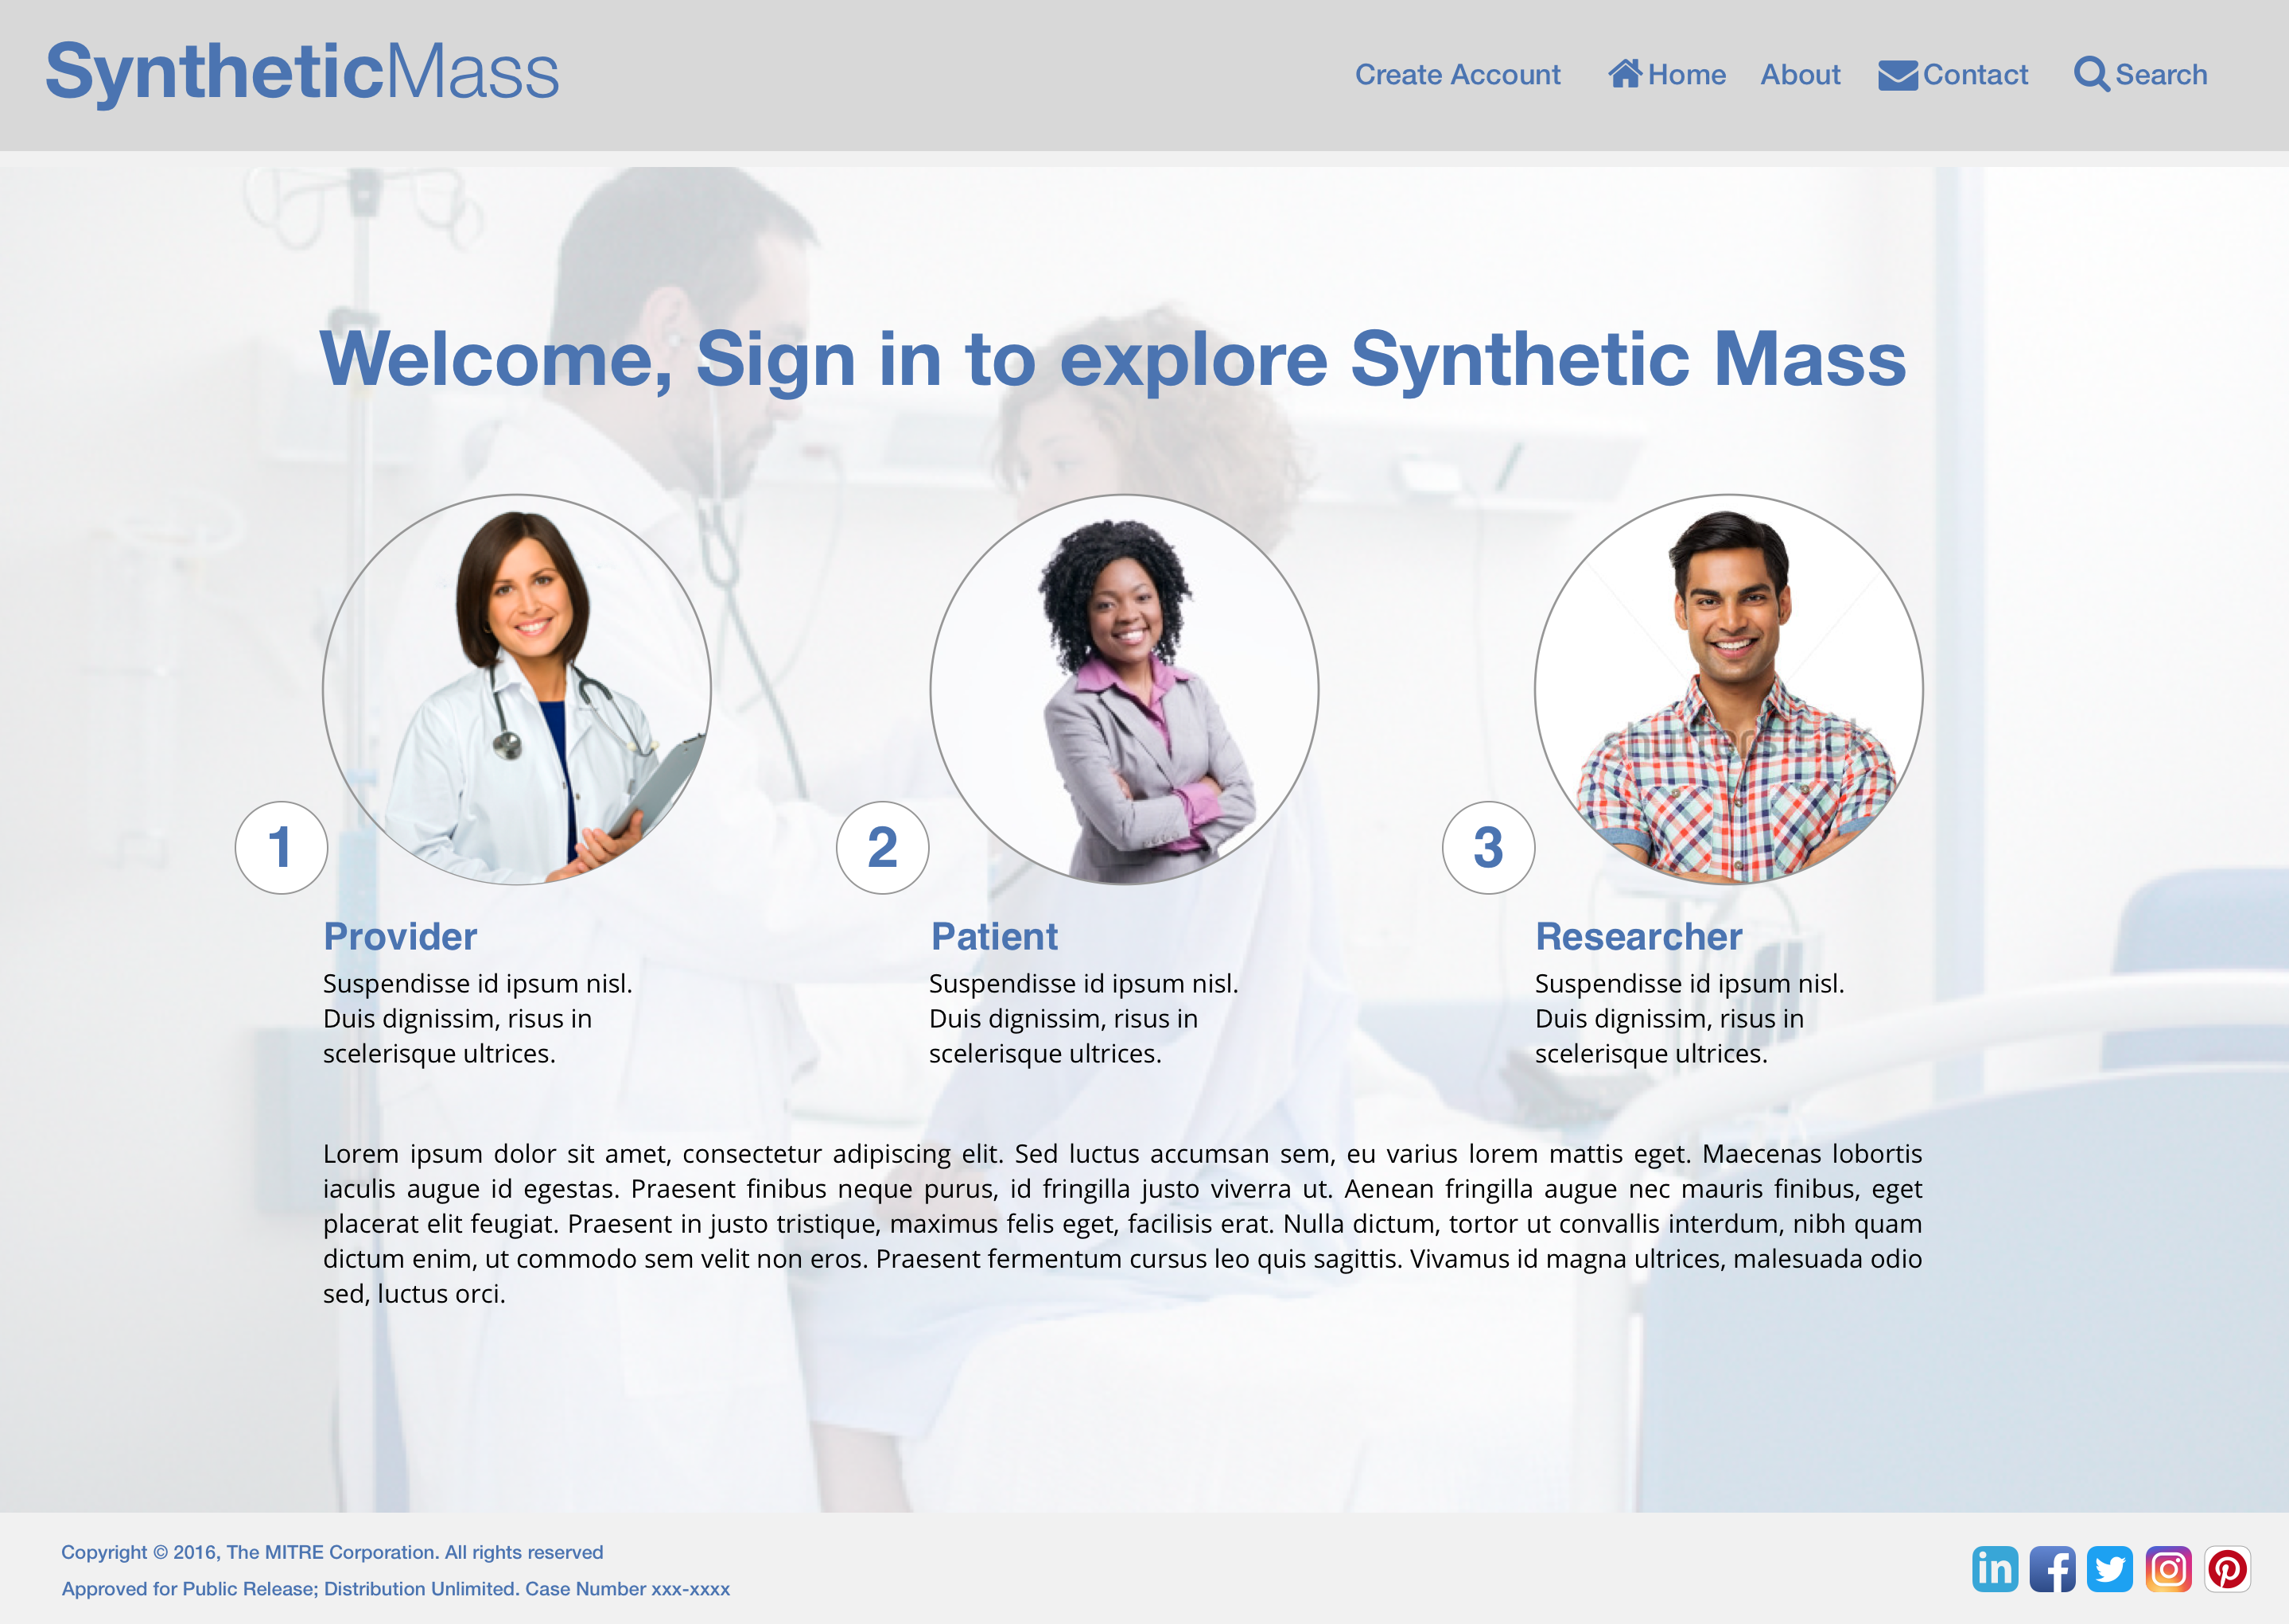 SyntheticMass
Create Account Home About Contact Search
Welcome, Sign in to explore Synthetic Mass
1
Provider
Suspendisse id ipsum nisl.
Duis dignissim, risus in
scelerisque ultrices.
2
Patient
Suspendisse id ipsum nisl.
Duis dignissim, risus in
scelerisque ultrices.
3
Researcher
Suspendisse id ipsum nisl.
Duis dignissim, risus in
scelerisque ultrices.
Lorem ipsum dolor sit amet, consectetur adipiscing elit. Sed luctus accumsan sem, eu varius lorem mattis eget. Maecenas lobortis
iaculis augue id egestas. Praesent finibus neque purus, id fringilla justo viverra ut. Aenean fringilla augue nec mauris finibus, eget
placerat elit feugiat. Praesent in justo tristique, maximus felis eget, facilisis erat. Nulla dictum, tortor ut convallis interdum, nibh quam
dictum enim, ut commodo sem velit non eros. Praesent fermentum cursus leo quis sagittis. Vivamus id magna ultrices, malesuada odio
sed, luctus orci.
Copyright © 2016, The MITRE Corporation. All rights reserved
Approved for Public Release; Distribution Unlimited. Case Number xxx-xxxx